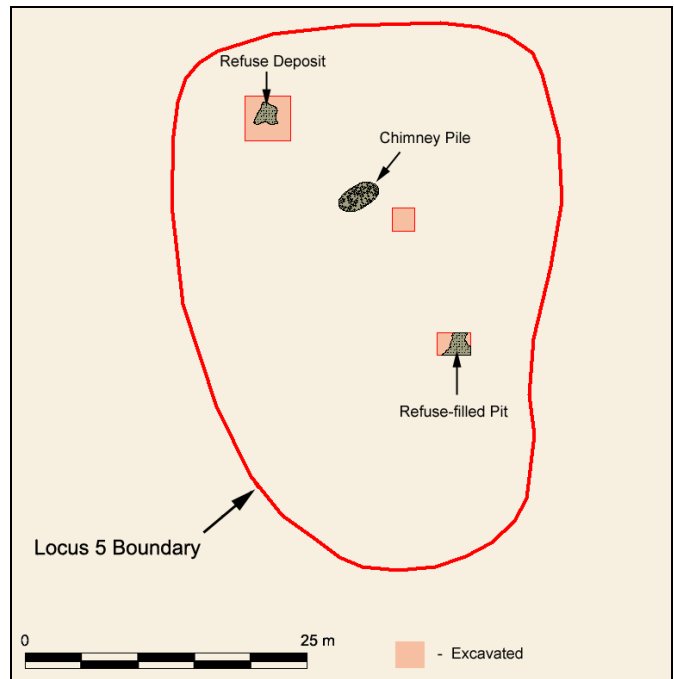 Refuse Deposit
Chimney Pile
Refuse-filled Pit
Locus 5 Boundary
0 25 m
- Excavated